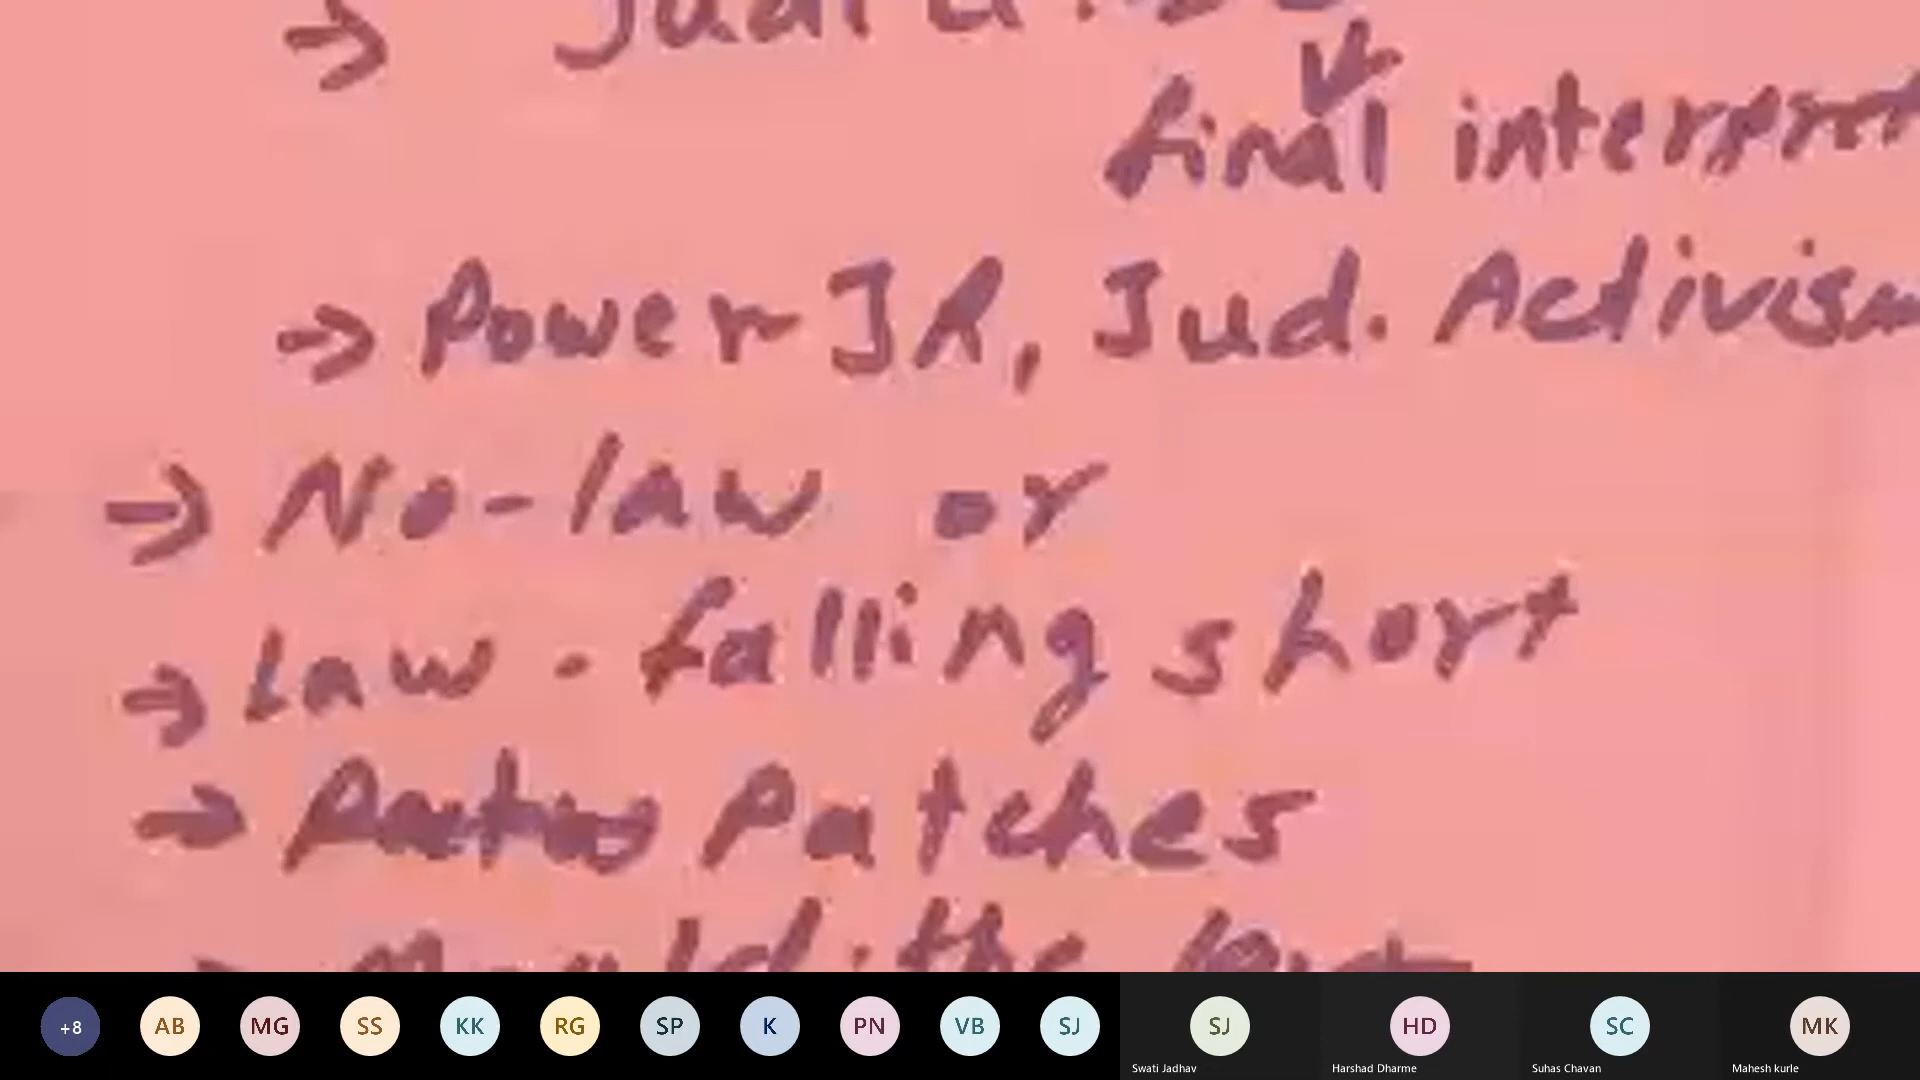 →
final
→ Power JR, Jud. Activism
→ No-law or
→ Law - falling short
→ Patches
the
+8 AB MG SS KK RG SP K PN VB SJ SJ HD SC MK
Swati Jadhav Harshad Dharme Suhas Chavan Mahesh kurle